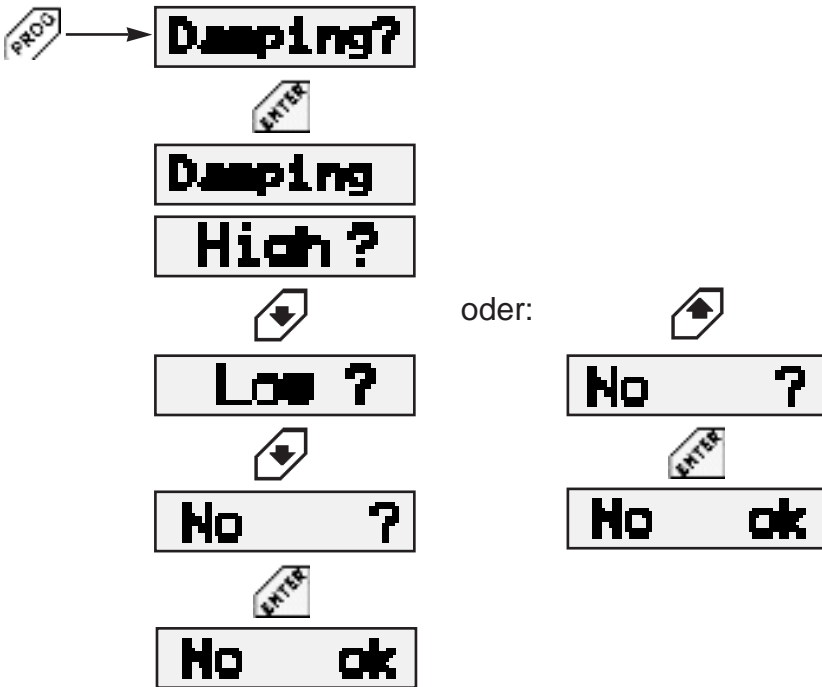 PROG
Damping?
ENTER
Damping
High ?
oder:
Low ?
No ?
ENTER
No ok
No ?
ENTER
No ok